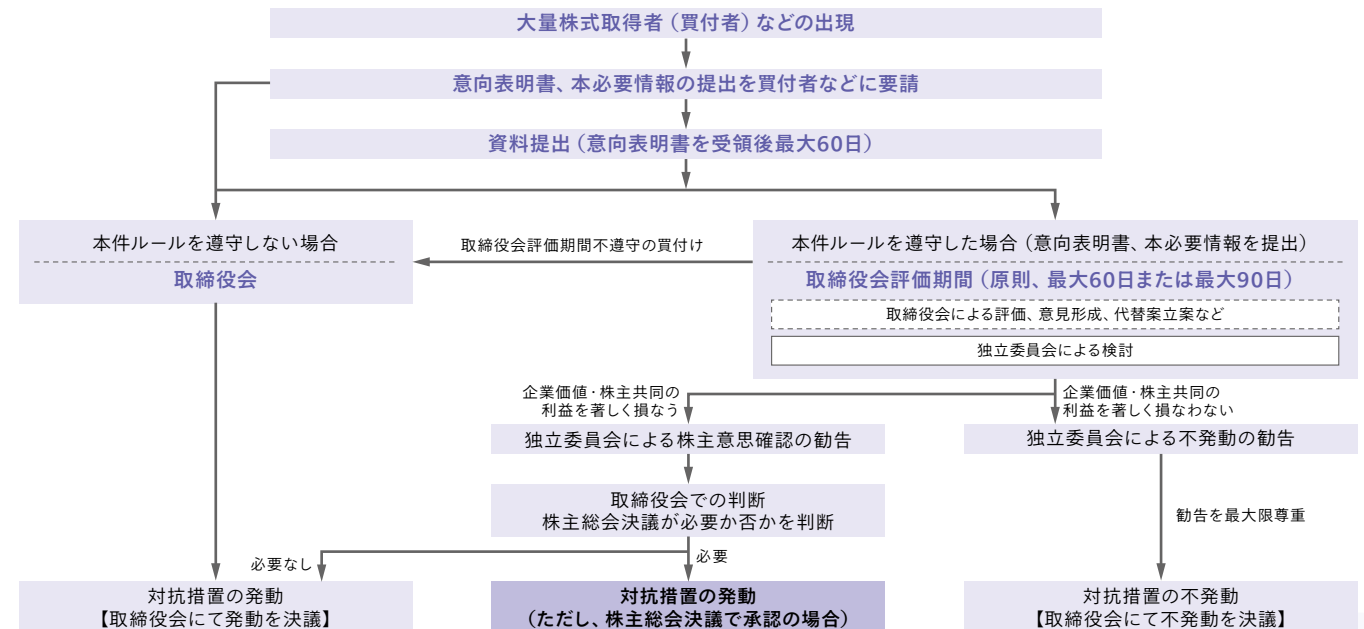 大量株式取得者（買付者）などの出現
意向表明書、本必要情報の提出を買付者などに要請
資料提出（意向表明書を受領後最大60日）
本件ルールを遵守しない場合
取締役会
取締役会評価期間不遵守の買付け
本件ルールを遵守した場合（意向表明書、本必要情報を提出）
取締役会評価期間（原則、最大60日または最大90日）
取締役会による評価、意見形成、代替案立案など
独立委員会による検討
企業価値・株主共同の
利益を著しく損なう
企業価値・株主共同の
利益を著しく損なわない
独立委員会による株主意思確認の勧告
独立委員会による不発動の勧告
取締役会での判断
株主総会決議が必要か否かを判断
勧告を最大限尊重
必要なし
必要
対抗措置の発動
【取締役会にて発動を決議】
対抗措置の発動
（ただし、株主総会決議で承認の場合）
対抗措置の不発動
【取締役会にて不発動を決議】